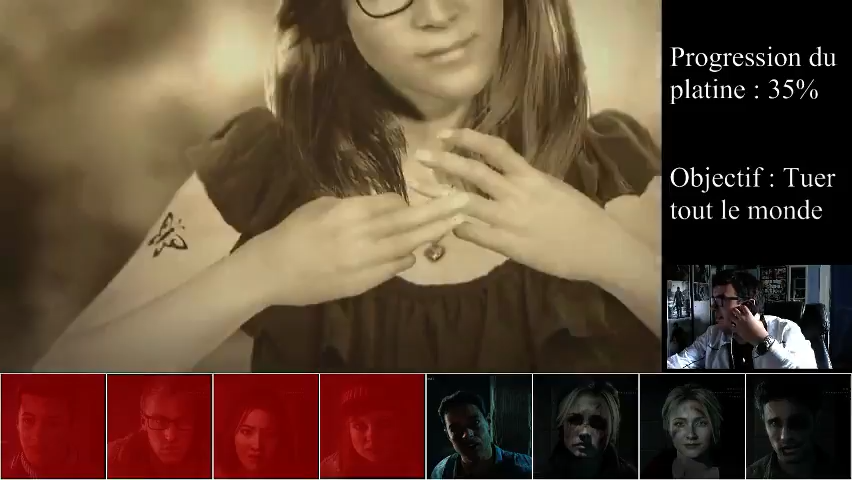 Progression du
platine : 35%
Objectif : Tuer
tout le monde